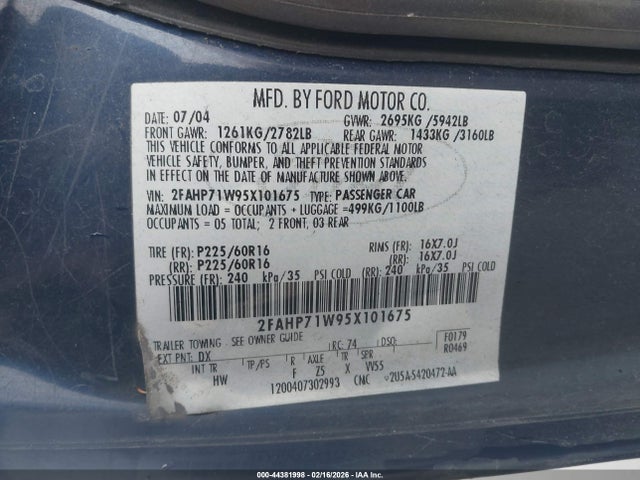 MFD. BY FORD MOTOR CO.
DATE: 07/04 GVWR: 2695KG /5942LB
FRONT GAWR: 1261KG/2782LB REAR GAWR: 1433KG /3160LB
THIS VEHICLE CONFORMS TO ALL APPLICABLE FEDERAL MOTOR
VEHICLE SAFETY, BUMPER, AND THEFT PREVENTION STANDARDS
IN EFFECT ON THE DATE OF MANUFACTURE SHOWN ABOVE.
VIN: 2FAHP71W95X101675 TYPE: PASSENGER CAR
MAXIMUM LOAD = OCCUPANTS + LUGGAGE =499KG/1100LB
OCCUPANTS = 05 TOTAL; 2 FRONT, 03 REAR
TIRE (FR): P225/60R16 RIMS (FR): 16X7.0J
(RR): P225/60R16 (RR): 16X7.0J
PRESSURE (FR): 240 kPa/35 PSI COLD (RR): 240 kPa/35 PSI COLD
2FAHP71W95X101675
TRAILER TOWING - SEE OWNER GUIDE
EXT PNT: DX RC: 74 DSO: F0179
R0469
INT TR TP/PS R AXLE TR SPR
HW F Z5 X VV55
1200407302993 CMC 2U5A-5420472-AA
000-44381998 - 02/16/2026 - IAA, Inc.